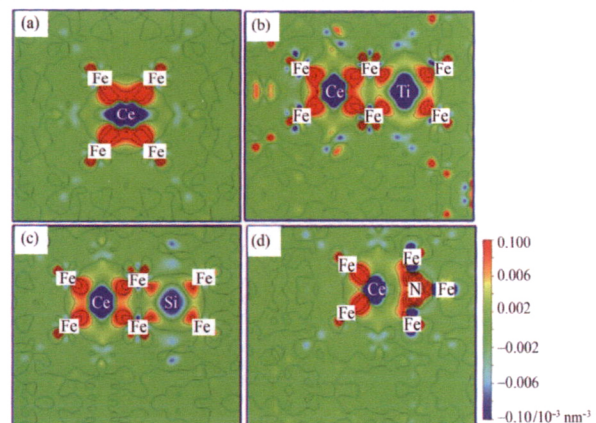 (a)
Fe Fe
Ce
Fe Fe
(b)
Fe Fe Fe
Ce Ti
Fe Fe Fe
(c)
Fe Fe Fe
Ce Si
Fe Fe Fe
(d)
Fe Fe
Ce N Fe
Fe Fe
0.100
0.006
0.002
−0.002
−0.006
−0.10/10⁻³ nm⁻³